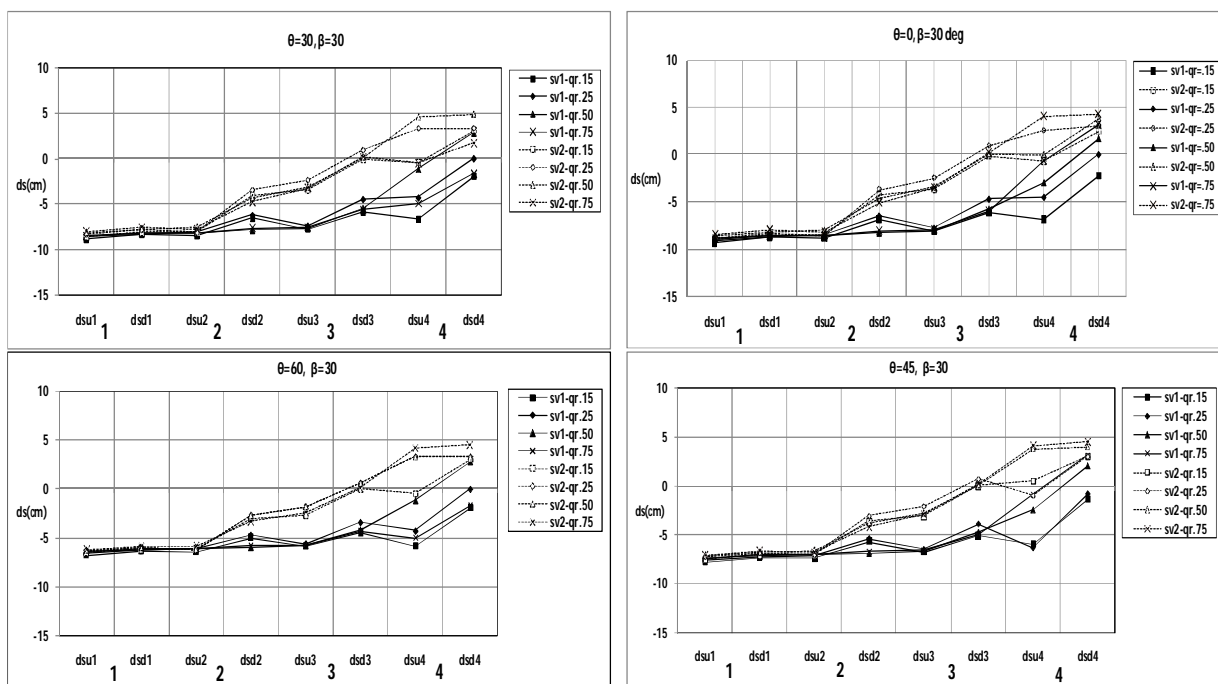 θ=30,β=30
10
5
0
-5
-10
-15
ds(cm)
dsu1 dsd1 dsu2 dsd2 dsu3 dsd3 dsu4 dsd4
1 2 3 4
sv1-qr.15
sv1-qr.25
sv1-qr.50
sv1-qr.75
sv2-qr.15
sv2-qr.25
sv2-qr.50
sv2-qr.75
θ=0,β=30 deg
10
5
0
-5
-10
-15
ds(cm)
dsu1 dsd1 dsu2 dsd2 dsu3 dsd3 dsu4 dsd4
1 2 3 4
sv1-qr=.15
sv2-qr=.15
sv1-qr=.25
sv2-qr=.25
sv1-qr=.50
sv2-qr=.50
sv1-qr=.75
sv2-qr=.75
θ=60, β=30
10
5
0
-5
-10
-15
ds(cm)
dsu1 dsd1 dsu2 dsd2 dsu3 dsd3 dsu4 dsd4
1 2 3 4
sv1-qr.15
sv1-qr.25
sv1-qr.50
sv1-qr.75
sv2-qr.15
sv2-qr.25
sv2-qr.50
sv2-qr.75
θ=45, β=30
10
5
0
-5
-10
-15
ds(cm)
dsu1 dsd1 dsu2 dsd2 dsu3 dsd3 dsu4 dsd4
1 2 3 4
sv1-qr.15
sv1-qr.25
sv1-qr.50
sv1-qr.75
sv2-qr.15
sv2-qr.25
sv2-qr.50
sv2-qr.75